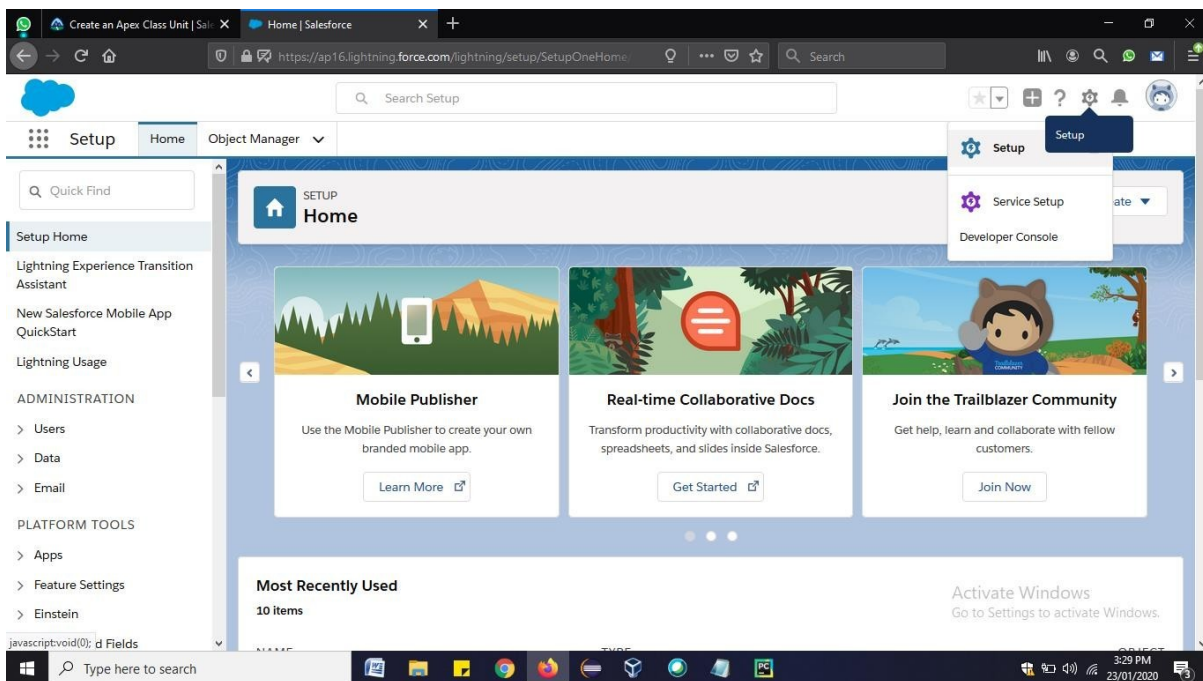 Create an Apex Class Unit | Sale
Home | Salesforce
https://ap16.lightning.force.com/lightning/setup/SetupOneHome/
Search
Search Setup
Setup
Home
Object Manager
Setup
Setup
Service Setup
Developer Console
Quick Find
SETUP
Home
ate
Setup Home
Lightning Experience Transition
Assistant
New Salesforce Mobile App
QuickStart
Lightning Usage
ADMINISTRATION
Users
Data
Email
PLATFORM TOOLS
Apps
Feature Settings
Einstein
d Fields
javascript:void(0);
Mobile Publisher
Use the Mobile Publisher to create your own
branded mobile app.
Learn More
Real-time Collaborative Docs
Transform productivity with collaborative docs,
spreadsheets, and slides inside Salesforce.
Get Started
Join the Trailblazer Community
Get help, learn and collaborate with fellow
customers.
Join Now
Most Recently Used
10 items
Activate Windows
Go to Settings to activate Windows.
NAME
TYPE
OBJECT
Type here to search
3:29 PM
23/01/2020